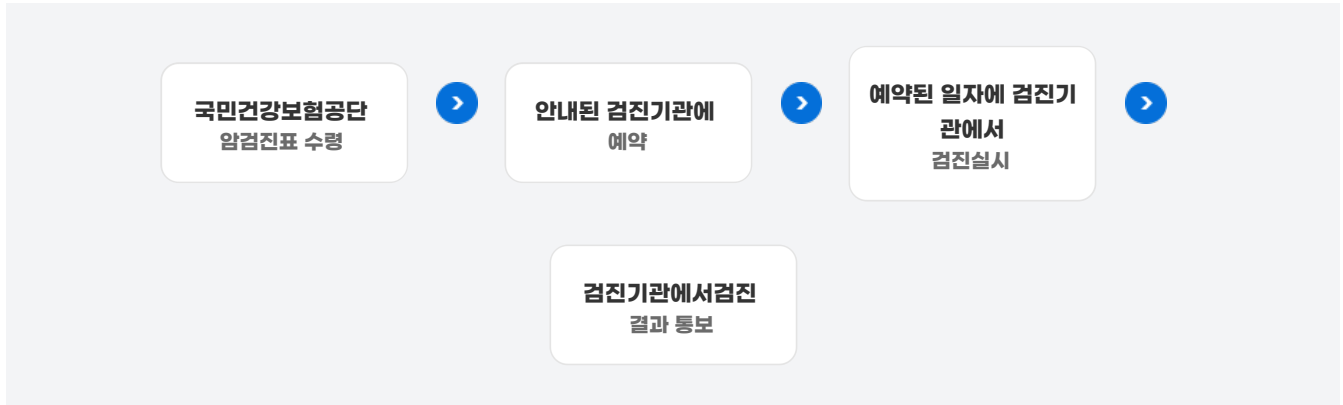 국민건강보험공단
암검진표 수령
안내된 검진기관에
예약
예약된 일자에 검진기
관에서
검진실시
검진기관에서검진
결과 통보